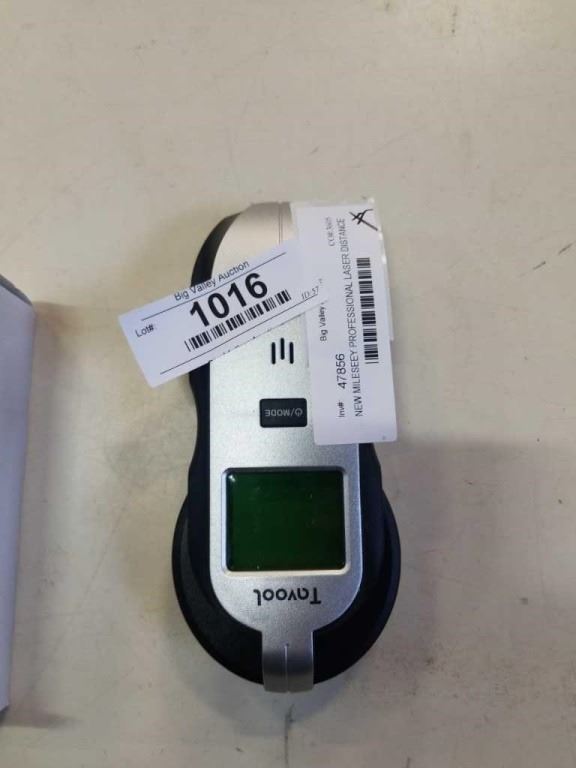 Big Valley Auction
Lot#:
1016
Big Valley
Inv# 47856
NEW MILESEEY PROFESSIONAL LASER DISTANCE
⏻/MODE
Tavool